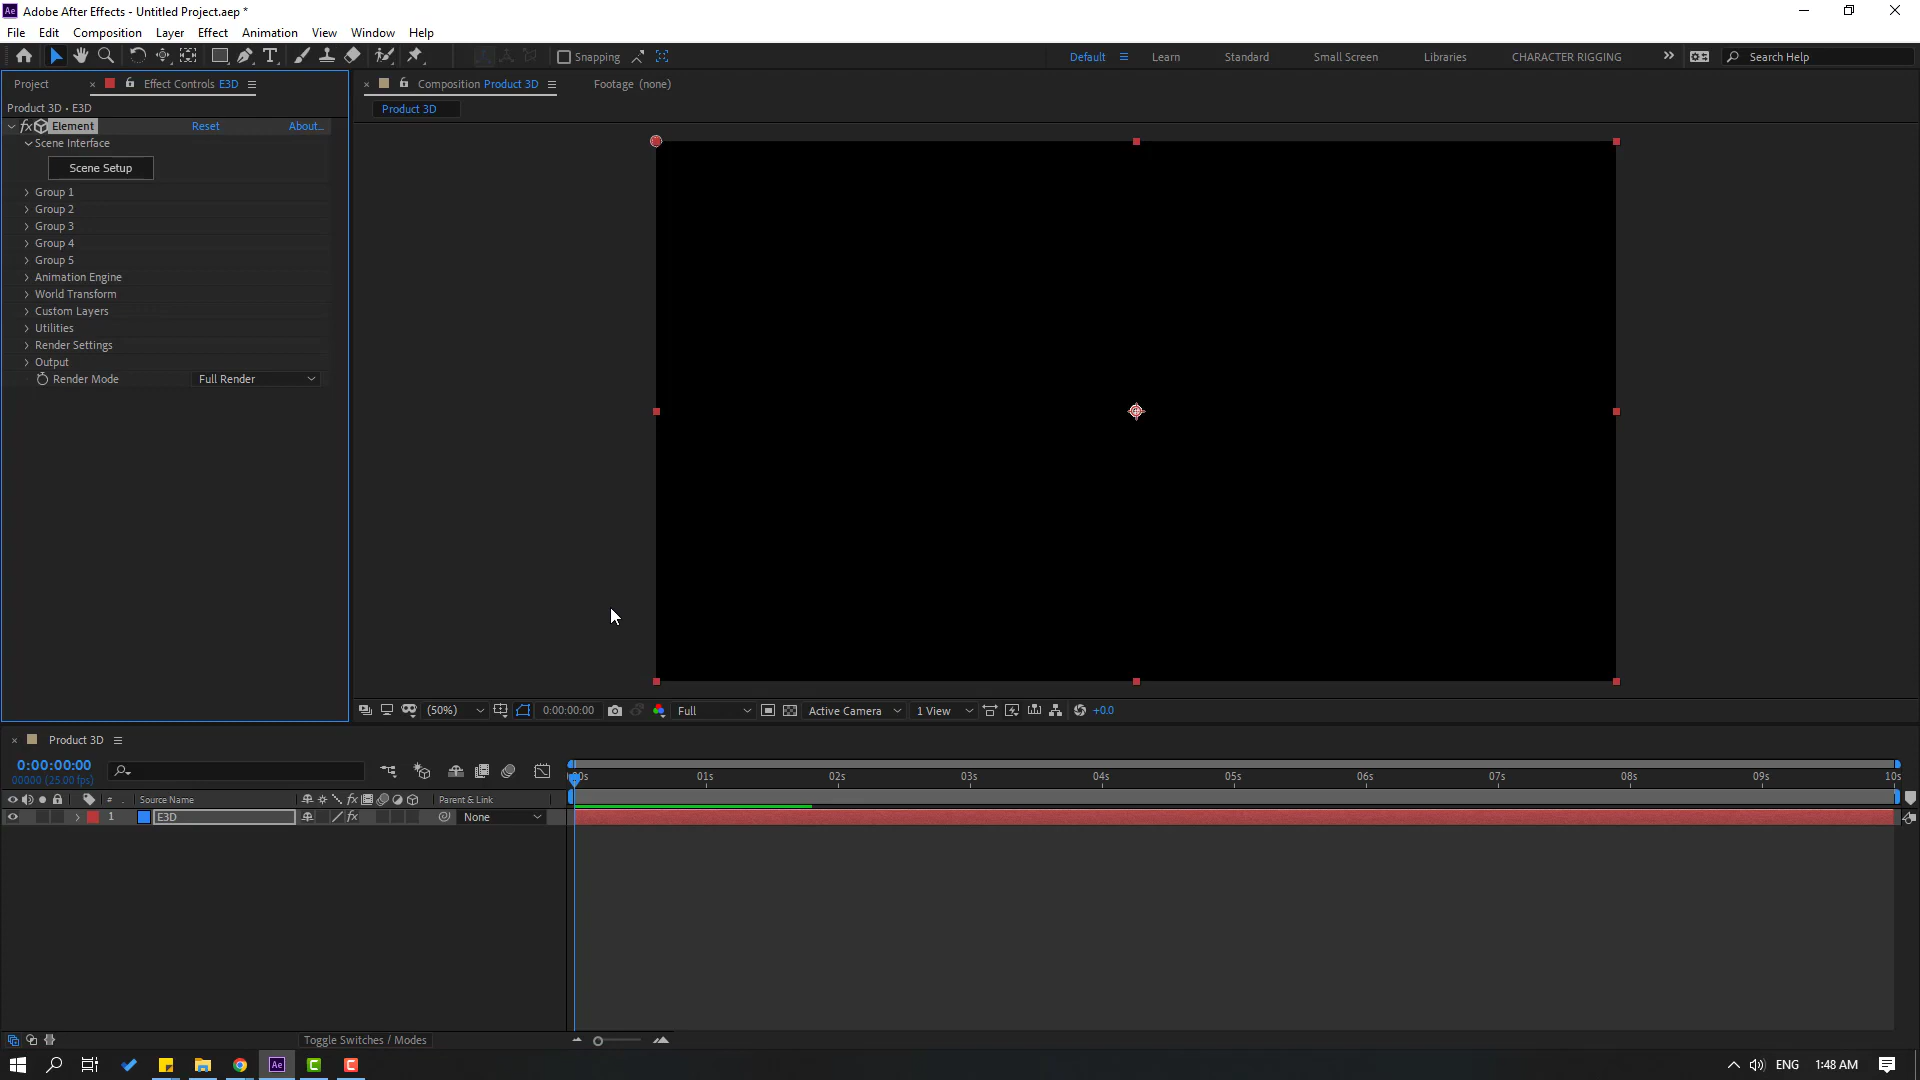 Adobe After Effects - Untitled Project.aep *
File Edit Composition Layer Effect Animation View Window Help
Snapping
Default Learn Standard Small Screen Libraries CHARACTER RIGGING Search Help
Project Effect Controls E3D Composition Product 3D Footage (none)
Product 3D • E3D
Product 3D
fx Element Reset About...
Scene Interface
Scene Setup
Group 1
Group 2
Group 3
Group 4
Group 5
Animation Engine
World Transform
Custom Layers
Utilities
Render Settings
Output
Render Mode Full Render
(50%) 0:00:00:00 Full Active Camera 1 View +0.0
Product 3D
0:00:00:00
00000 (25.00 fps)
00s 01s 02s 03s 04s 05s 06s 07s 08s 09s 10s
# Source Name fx Parent & Link
1 E3D fx None
Toggle Switches / Modes
Ae C C ENG 1:48 AM